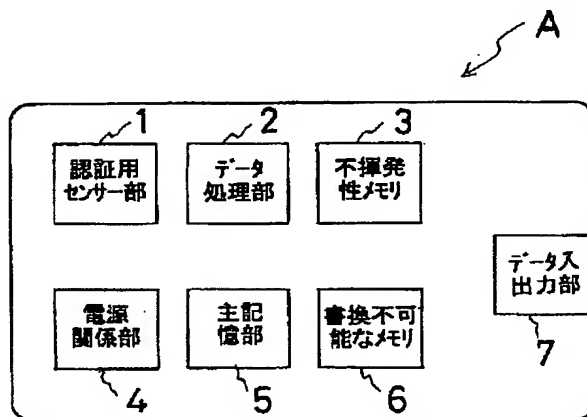 A
1
2
3
認証用
センサー部
データ
処理部
不揮発
性メモリ
データ入
出力部
7
電源
関係部
主記
憶部
書換不可
能なメモリ
4
5
6